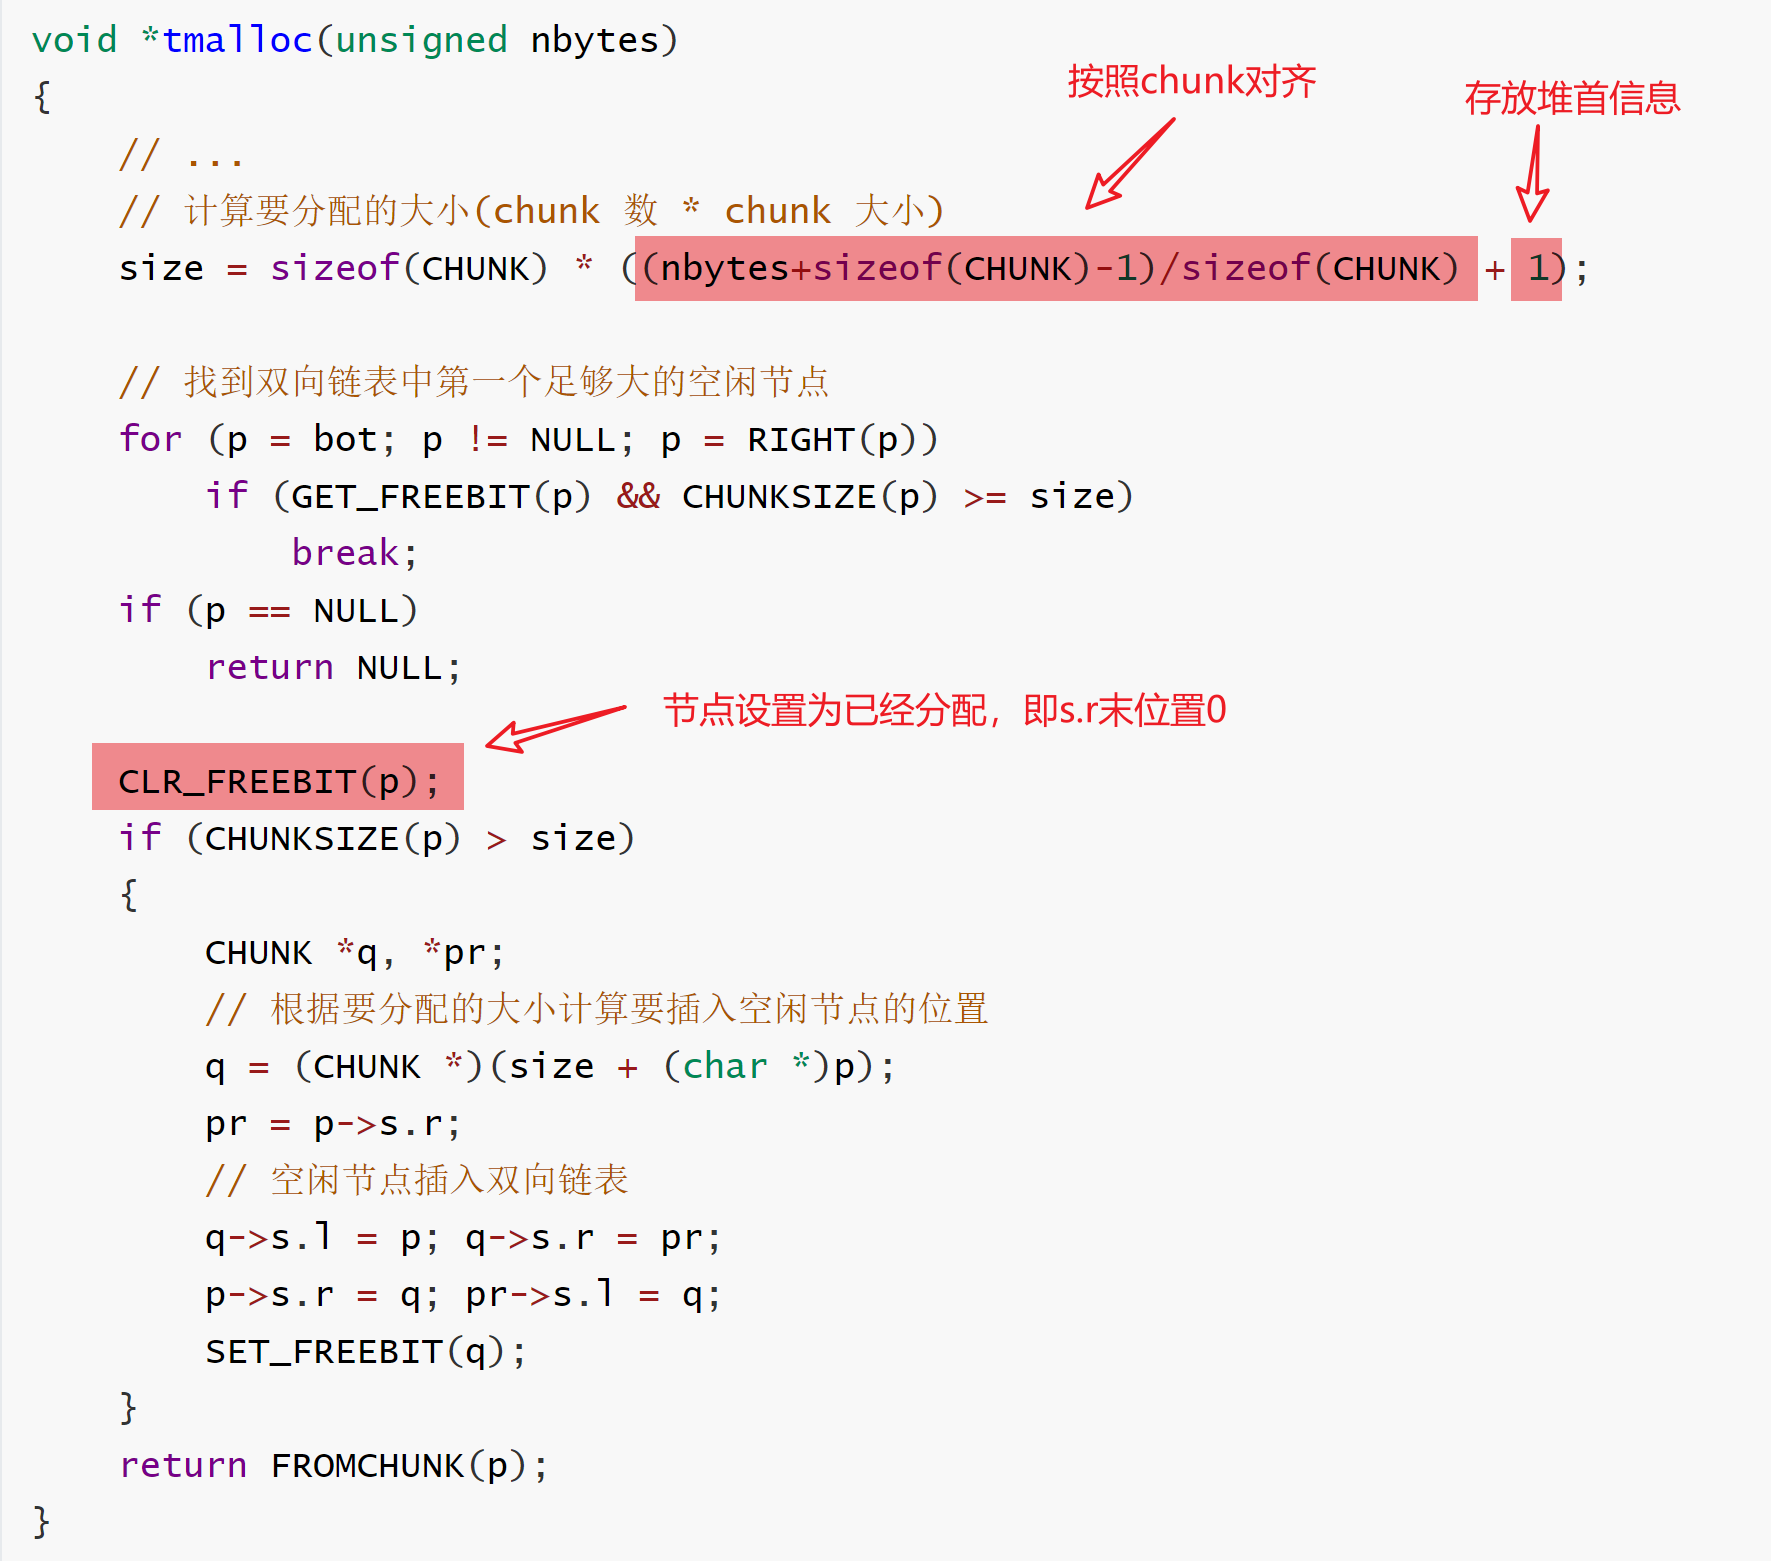 void *tmalloc(unsigned nbytes)
{
按照chunk对齐
存放堆首信息
// ...
// 计算要分配的大小(chunk 数 * chunk 大小)
size = sizeof(CHUNK) * ((nbytes+sizeof(CHUNK)-1)/sizeof(CHUNK) + 1);
// 找到双向链表中第一个足够大的空闲节点
for (p = bot; p != NULL; p = RIGHT(p))
if (GET_FREEBIT(p) && CHUNKSIZE(p) >= size)
break;
if (p == NULL)
return NULL;
节点设置为已经分配，即s.r末位置0
CLR_FREEBIT(p);
if (CHUNKSIZE(p) > size)
{
CHUNK *q, *pr;
// 根据要分配的大小计算要插入空闲节点的位置
q = (CHUNK *)(size + (char *)p);
pr = p->s.r;
// 空闲节点插入双向链表
q->s.l = p; q->s.r = pr;
p->s.r = q; pr->s.l = q;
SET_FREEBIT(q);
}
return FROMCHUNK(p);
}